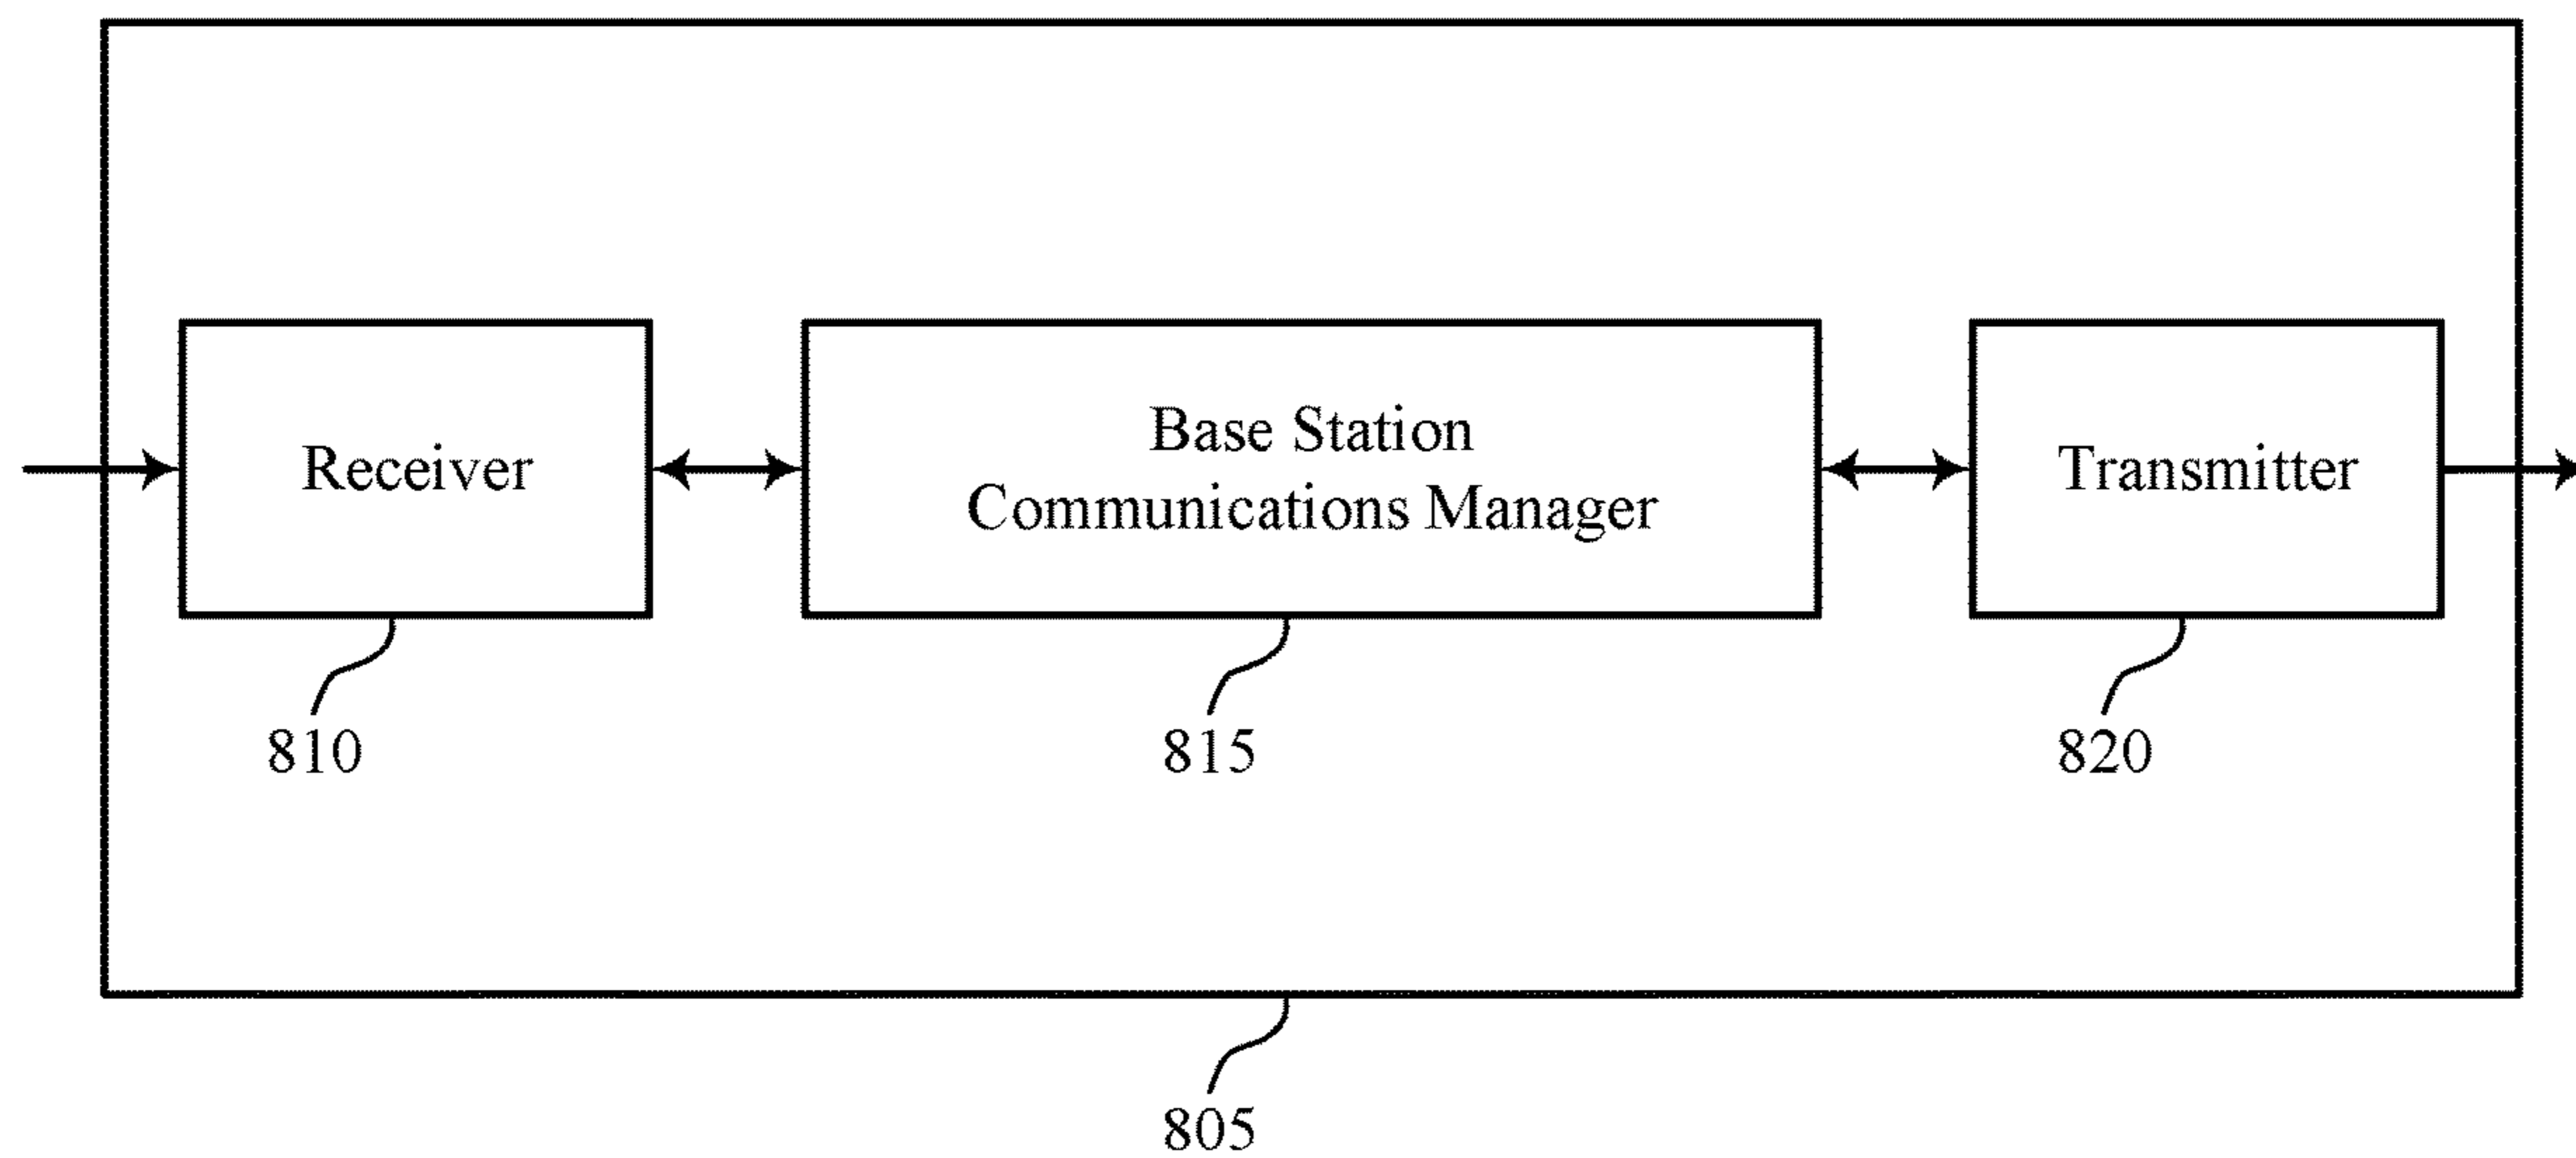 Receiver
Base Station
Communications Manager
Transmitter
810
815
820
805